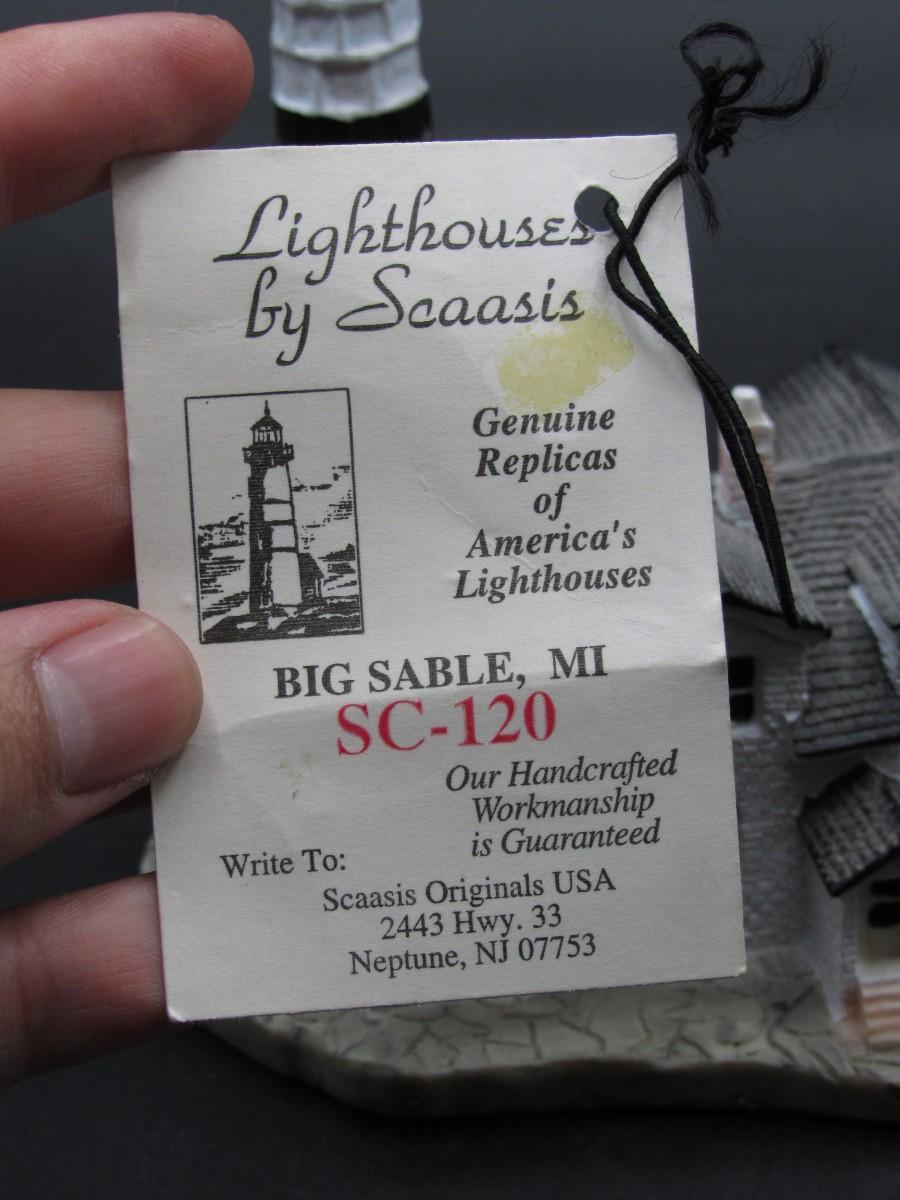 Lighthouses
by Scaasis
Genuine
Replicas
of
America's
Lighthouses
BIG SABLE, MI
SC-120
Our Handcrafted
Workmanship
is Guaranteed
Write To:
Scaasis Originals USA
2443 Hwy. 33
Neptune, NJ 07753